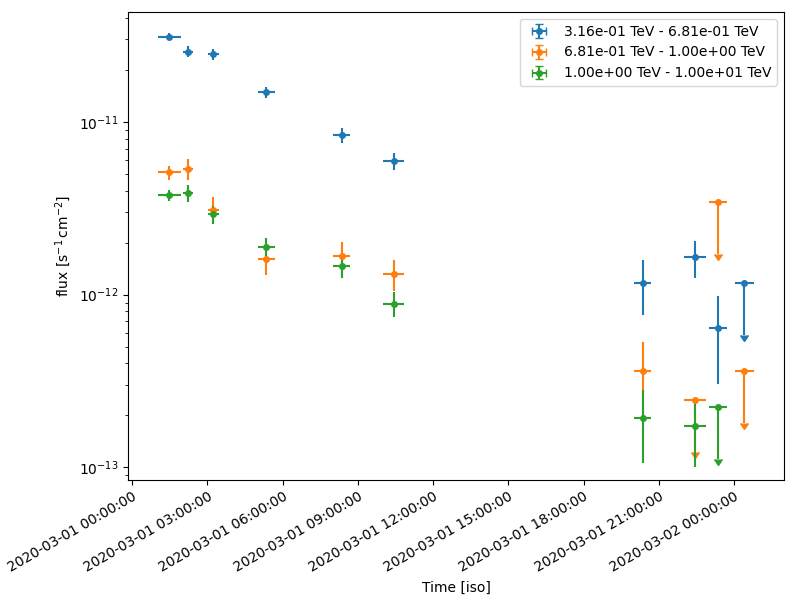 3.16e-01 TeV - 6.81e-01 TeV
6.81e-01 TeV - 1.00e+00 TeV
1.00e+00 TeV - 1.00e+01 TeV
flux [s⁻¹ cm⁻²]
10⁻¹¹
10⁻¹²
10⁻¹³
2020-03-01 00:00:00
2020-03-01 03:00:00
2020-03-01 06:00:00
2020-03-01 09:00:00
2020-03-01 12:00:00
2020-03-01 15:00:00
2020-03-01 18:00:00
2020-03-01 21:00:00
2020-03-02 00:00:00
Time [iso]